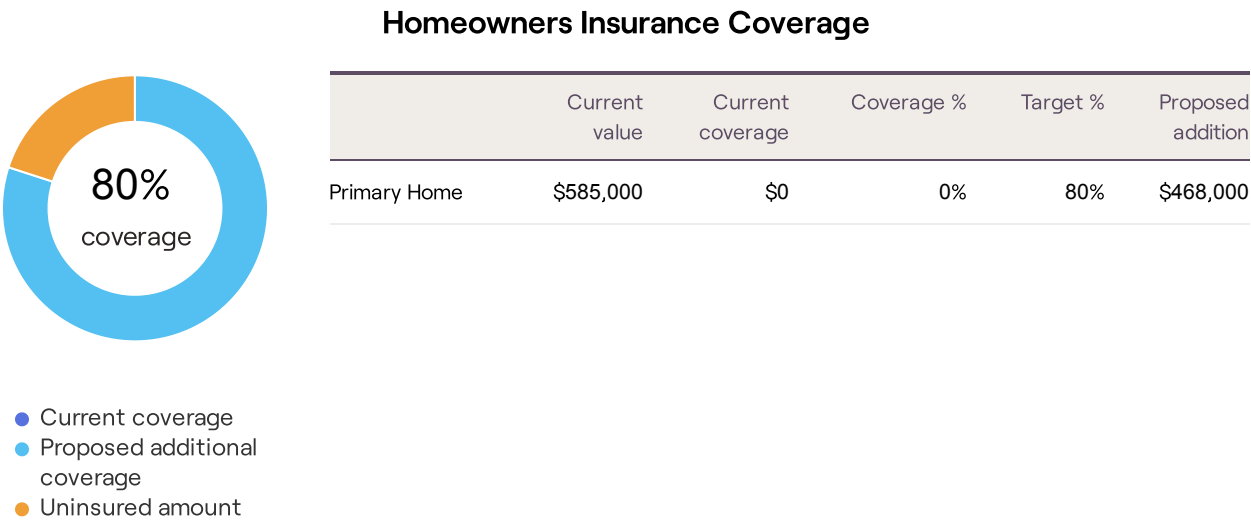 Homeowners Insurance Coverage
80%
coverage
Current coverage
Proposed additional
coverage
Uninsured amount
Current value Current coverage Coverage % Target % Proposed addition
Primary Home $585,000 $0 0% 80% $468,000